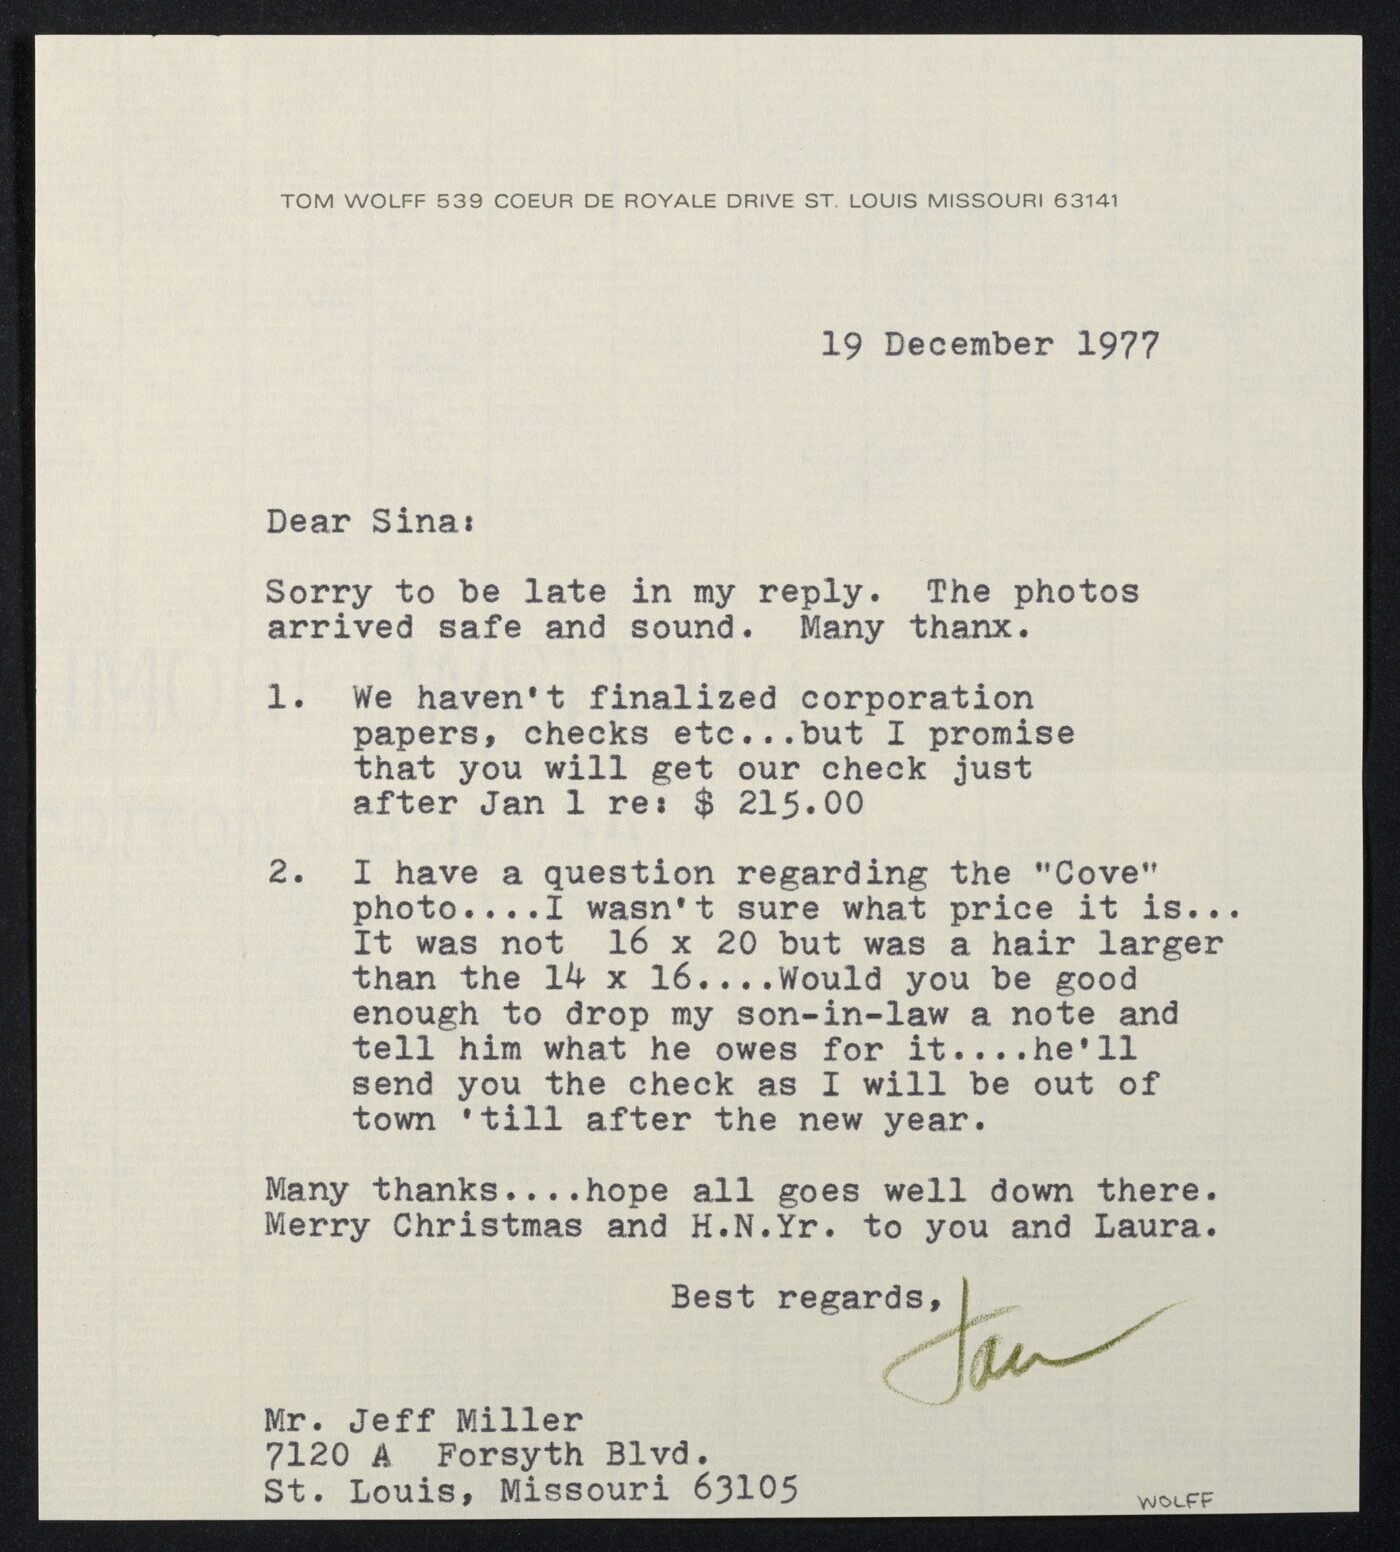 TOM WOLFF 539 COEUR DE ROYALE DRIVE ST. LOUIS MISSOURI 63141
19 December 1977
Dear Sina:
Sorry to be late in my reply.  The photos
arrived safe and sound.  Many thanx.
1.  We haven't finalized corporation
papers, checks etc...but I promise
that you will get our check just
after Jan 1 re: $ 215.00
2.  I have a question regarding the "Cove"
photo....I wasn't sure what price it is...
It was not  16 x 20 but was a hair larger
than the 14 x 16....Would you be good
enough to drop my son-in-law a note and
tell him what he owes for it....he'll
send you the check as I will be out of
town 'till after the new year.
Many thanks....hope all goes well down there.
Merry Christmas and H.N.Yr. to you and Laura.
Best regards,
Tom
Mr. Jeff Miller
7120 A  Forsyth Blvd.
St. Louis, Missouri 63105
WOLFF